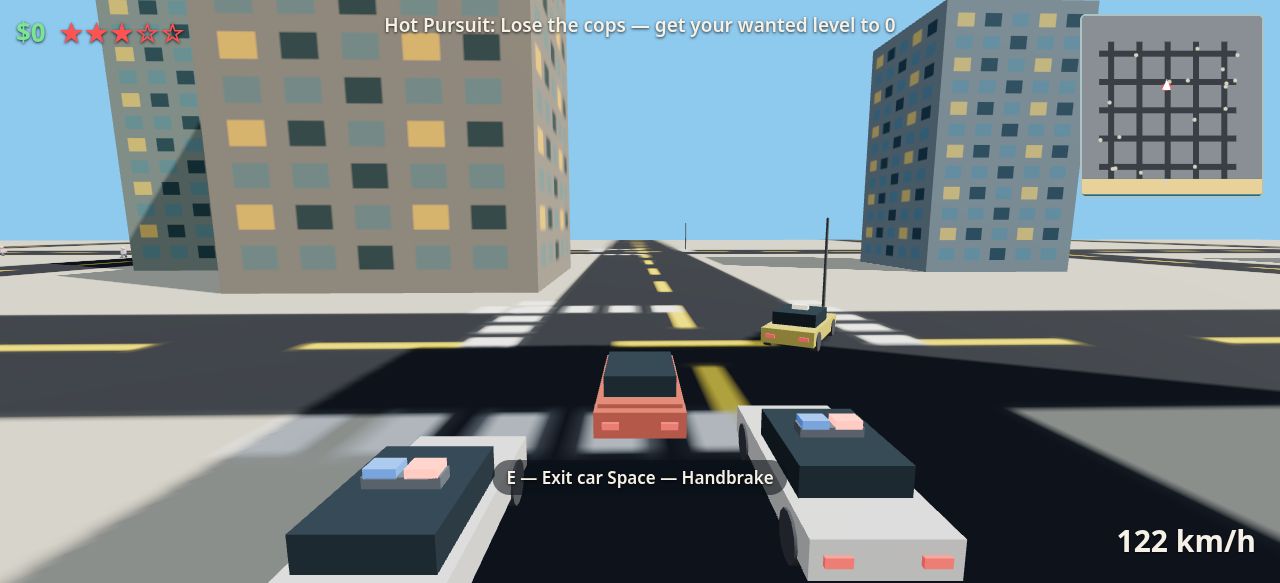 $0 ★★★☆☆
Hot Pursuit: Lose the cops — get your wanted level to 0
E — Exit car Space — Handbrake
122 km/h